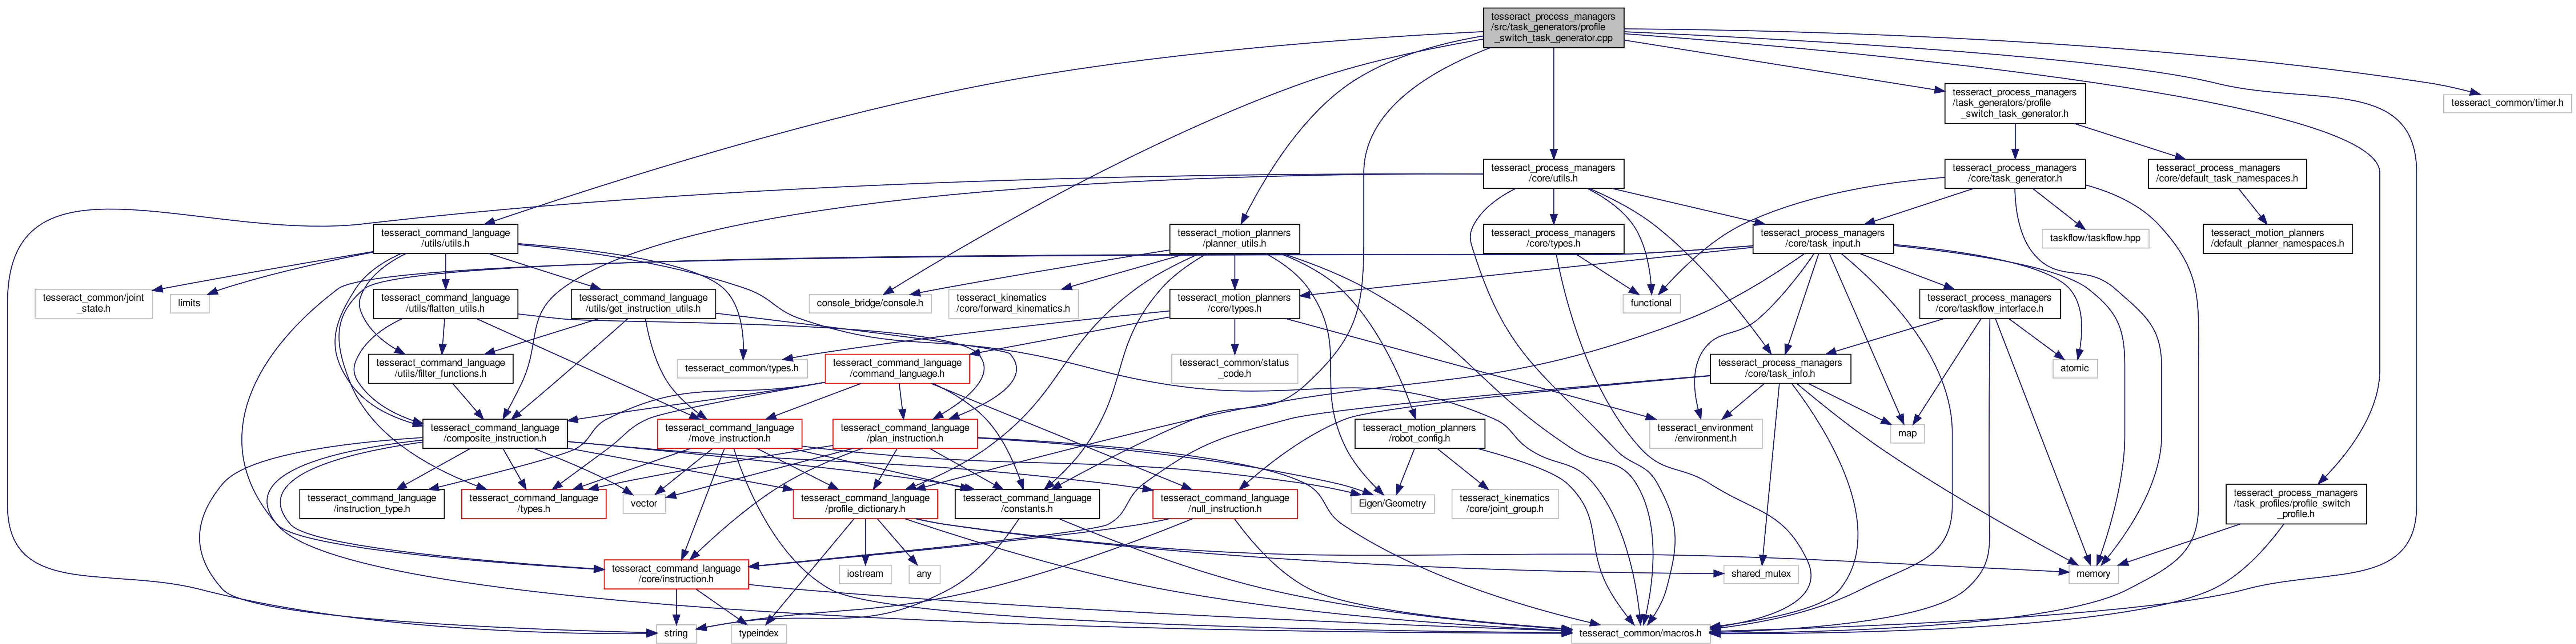 tesseract_process_managers
/src/task_generators/profile
_switch_task_generator.cpp
tesseract_process_managers
/task_generators/profile
_switch_task_generator.h
tesseract_common/timer.h
tesseract_process_managers
/core/utils.h
tesseract_process_managers
/core/task_generator.h
tesseract_process_managers
/core/default_task_namespaces.h
tesseract_command_language
/utils/utils.h
tesseract_motion_planners
/planner_utils.h
tesseract_process_managers
/core/types.h
tesseract_process_managers
/core/task_input.h
taskflow/taskflow.hpp
tesseract_motion_planners
/default_planner_namespaces.h
tesseract_common/joint
_state.h
limits
tesseract_command_language
/utils/flatten_utils.h
tesseract_command_language
/utils/get_instruction_utils.h
console_bridge/console.h
tesseract_kinematics
/core/forward_kinematics.h
tesseract_motion_planners
/core/types.h
functional
tesseract_process_managers
/core/taskflow_interface.h
tesseract_command_language
/utils/filter_functions.h
tesseract_common/types.h
tesseract_command_language
/command_language.h
tesseract_common/status
_code.h
tesseract_process_managers
/core/task_info.h
atomic
tesseract_command_language
/composite_instruction.h
tesseract_command_language
/move_instruction.h
tesseract_command_language
/plan_instruction.h
tesseract_motion_planners
/robot_config.h
tesseract_environment
/environment.h
map
tesseract_command_language
/instruction_type.h
tesseract_command_language
/types.h
vector
tesseract_command_language
/profile_dictionary.h
tesseract_command_language
/constants.h
tesseract_command_language
/null_instruction.h
Eigen/Geometry
tesseract_kinematics
/core/joint_group.h
tesseract_process_managers
/task_profiles/profile_switch
_profile.h
tesseract_command_language
/core/instruction.h
iostream
any
shared_mutex
memory
string
typeindex
tesseract_common/macros.h